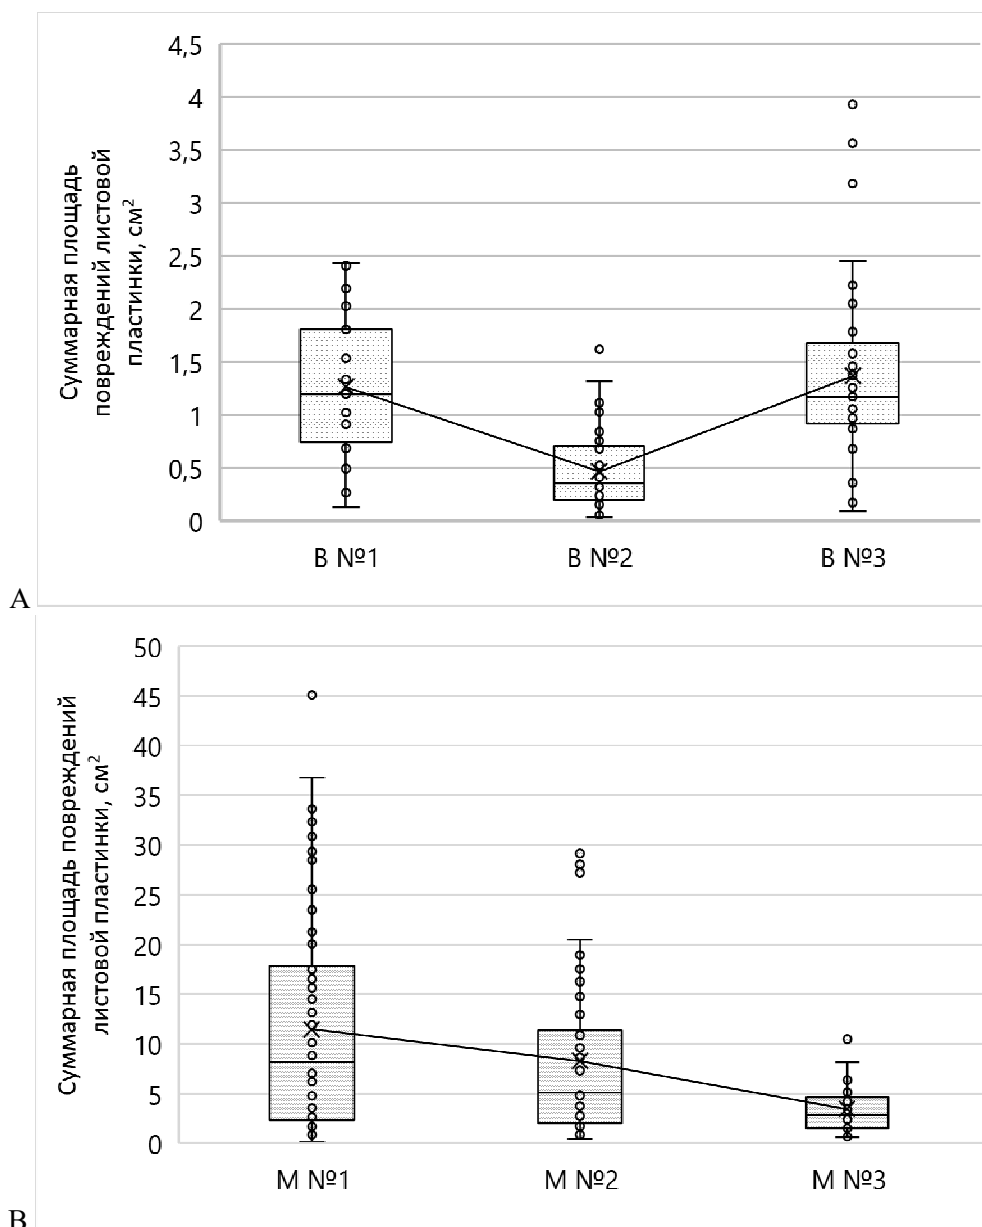 Суммарная площадь
повреждений листовой
пластинки, см²
4,5
4
3,5
3
2,5
2
1,5
1
0,5
0
В №1 В №2 В №3
А
Суммарная площадь повреждений
листовой пластинки, см²
50
45
40
35
30
25
20
15
10
5
0
М №1 М №2 М №3
В